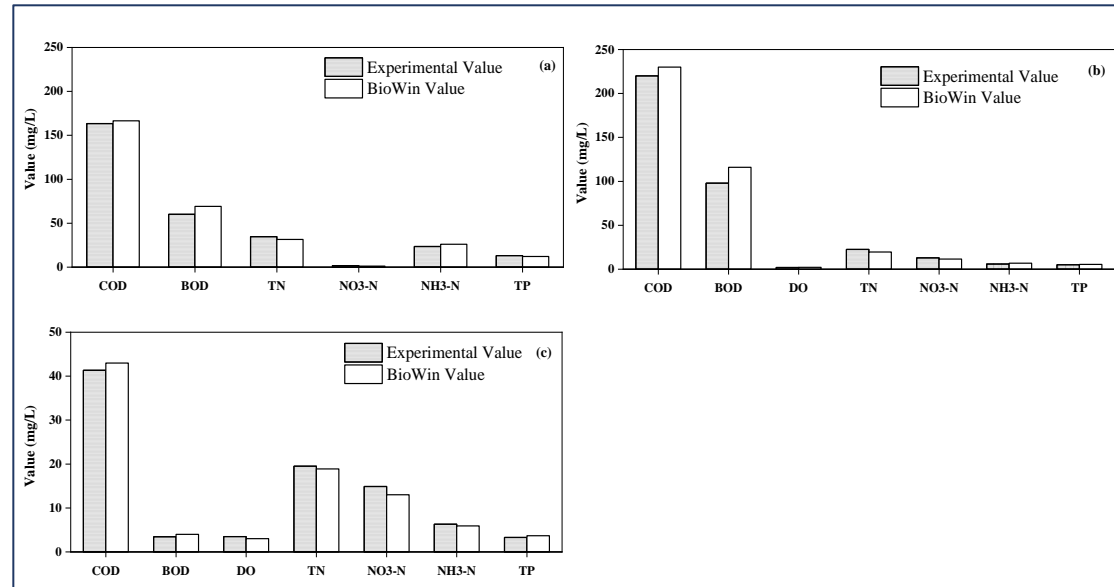 250
200
150
100
50
0
Value (mg/L)
Experimental Value
BioWin Value
(a)
COD BOD TN NO3-N NH3-N TP
250
200
150
100
50
0
Value (mg/L)
Experimental Value
BioWin Value
(b)
COD BOD DO TN NO3-N NH3-N TP
50
40
30
20
10
0
Value (mg/L)
Experimental Value
BioWin Value
(c)
COD BOD DO TN NO3-N NH3-N TP